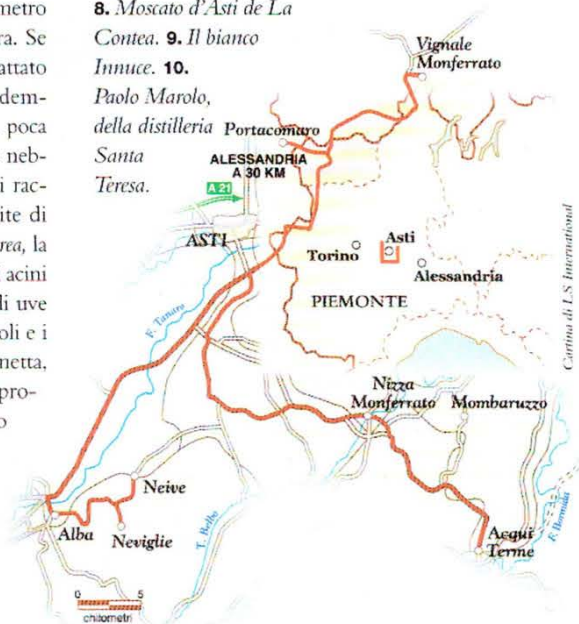 metro
ra. Se
attato
dem-
poca
neb-
i rac-
ite di
rea, la
acini
li uve
oli e i
netta,
pro-
o
8. Moscato d'Asti de La
Contea. 9. Il bianco
Innuce. 10.
Paolo Marolo,
della distilleria
Santa
Teresa.
Vignale
Monferrato
Portacomaro
ALESSANDRIA
A 30 KM
A 21
ASTI
Torino
Asti
Alessandria
PIEMONTE
F. Tanaro
Nizza
Monferrato
Mombaruzzo
Neive
Alba
Neviglie
T. Belbo
Acqui
Terme
F. Bormida
0 5
chilometri
Cartina di LS International